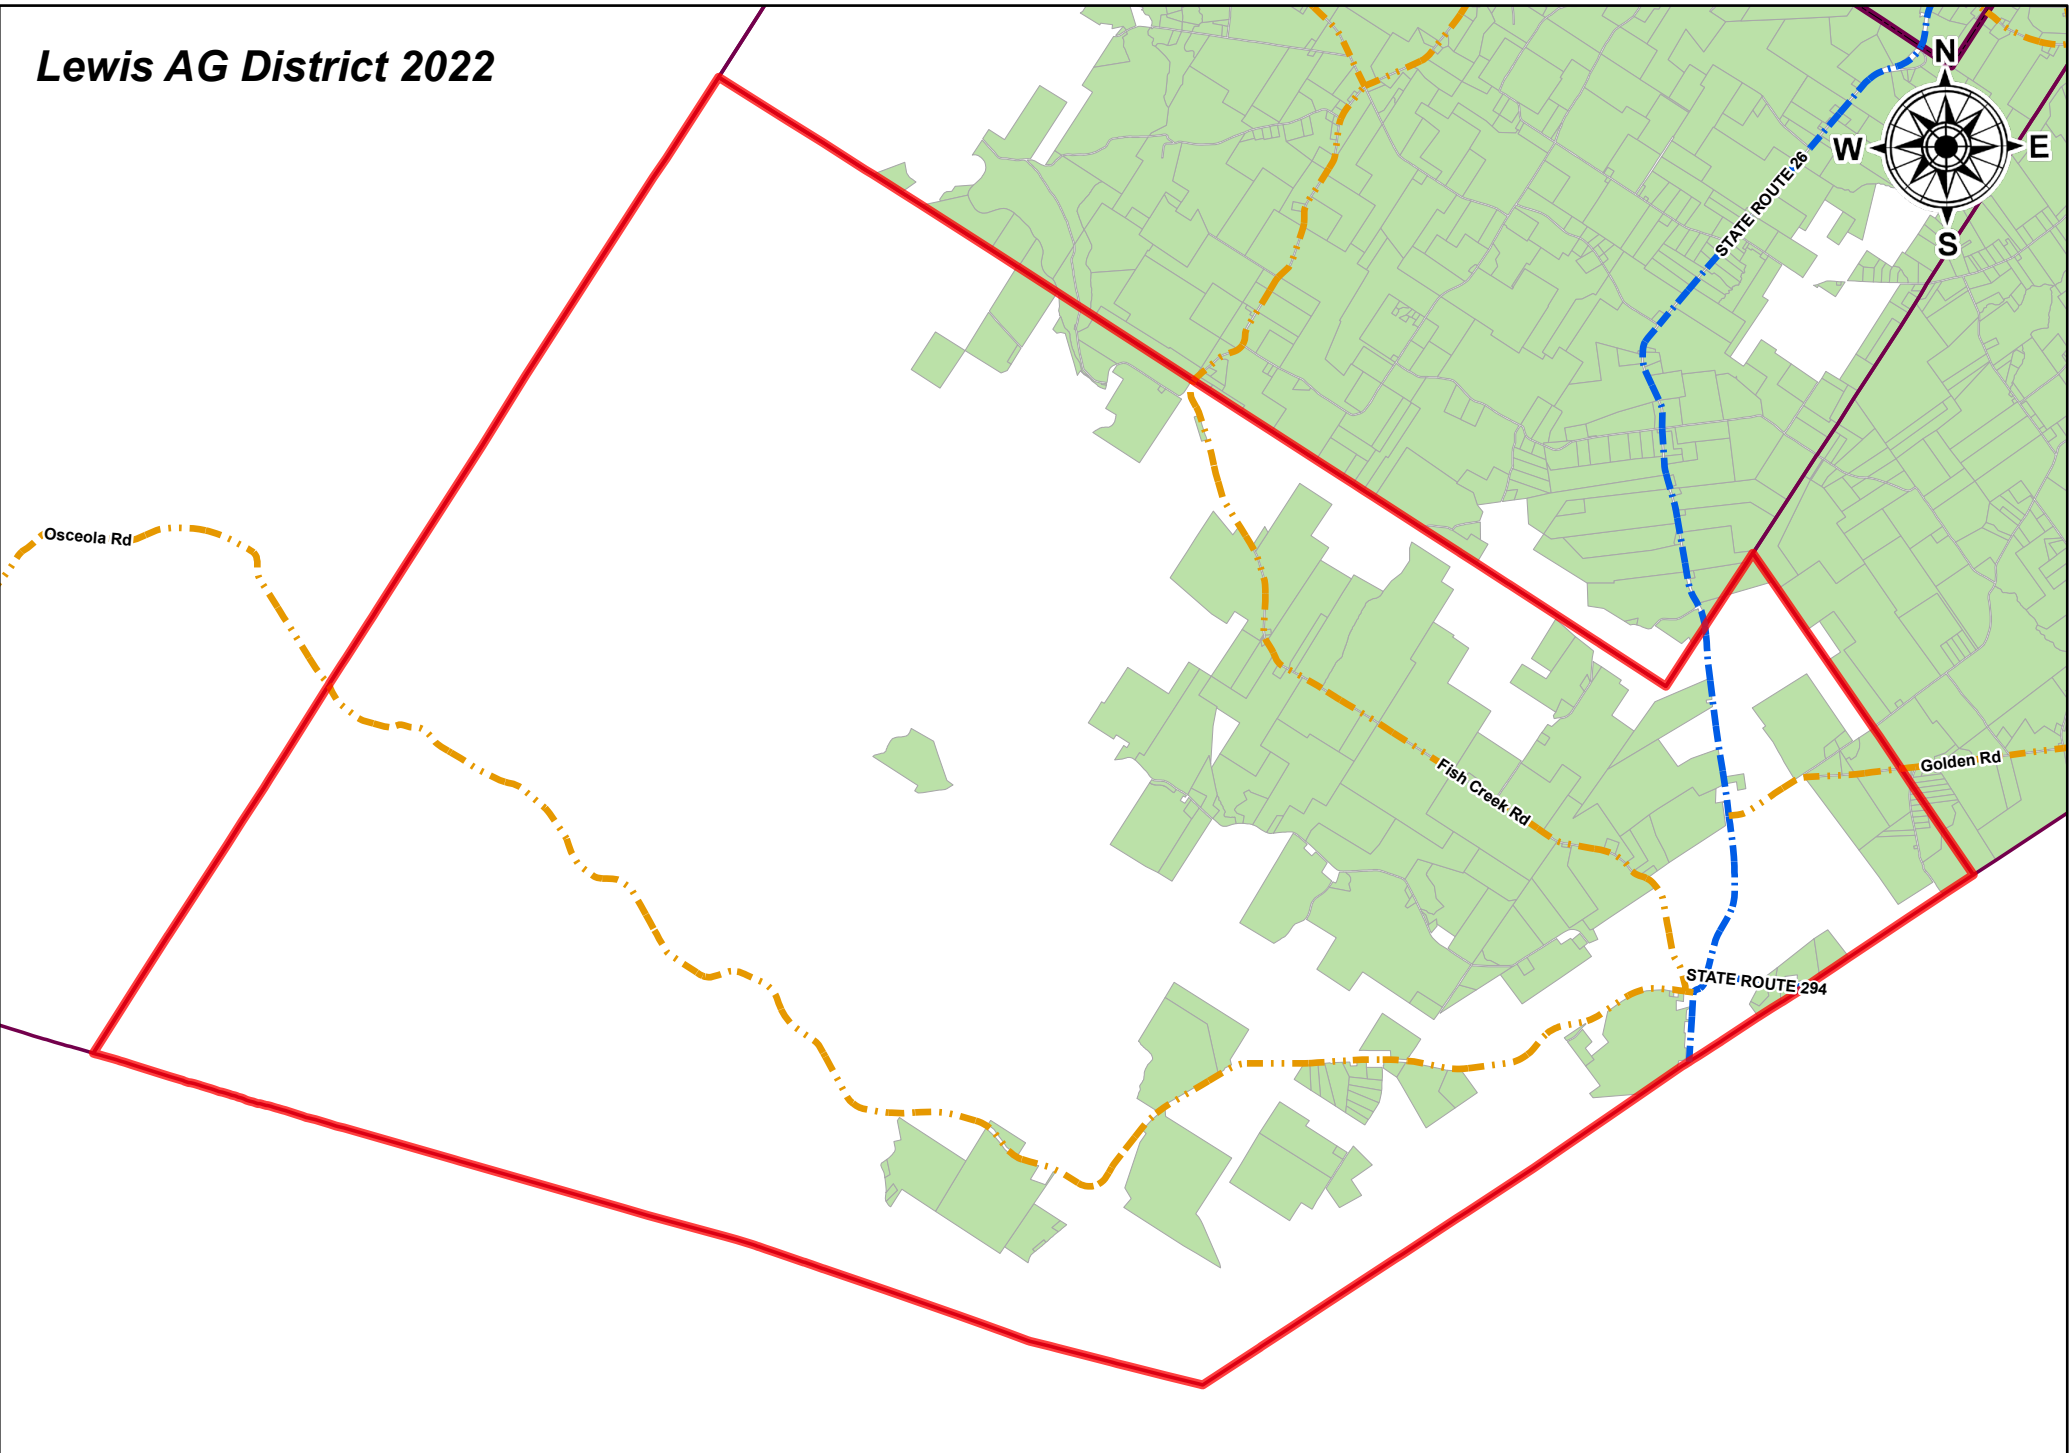 Lewis AG District 2022
N
W
E
S
STATE ROUTE 26
Osceola Rd
Golden Rd
Fish Creek Rd
STATE ROUTE 294